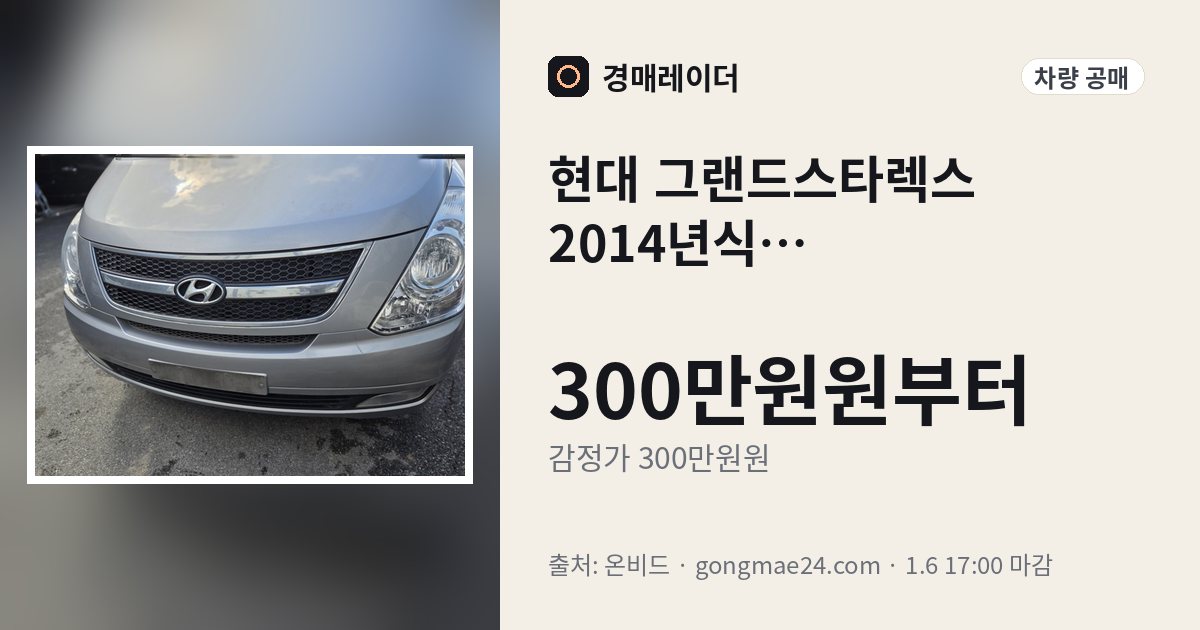 경매레이더
차량 공매
현대 그랜드스타렉스
2014년식…
300만원원부터
감정가 300만원원
출처: 온비드 · gongmae24.com · 1.6 17:00 마감